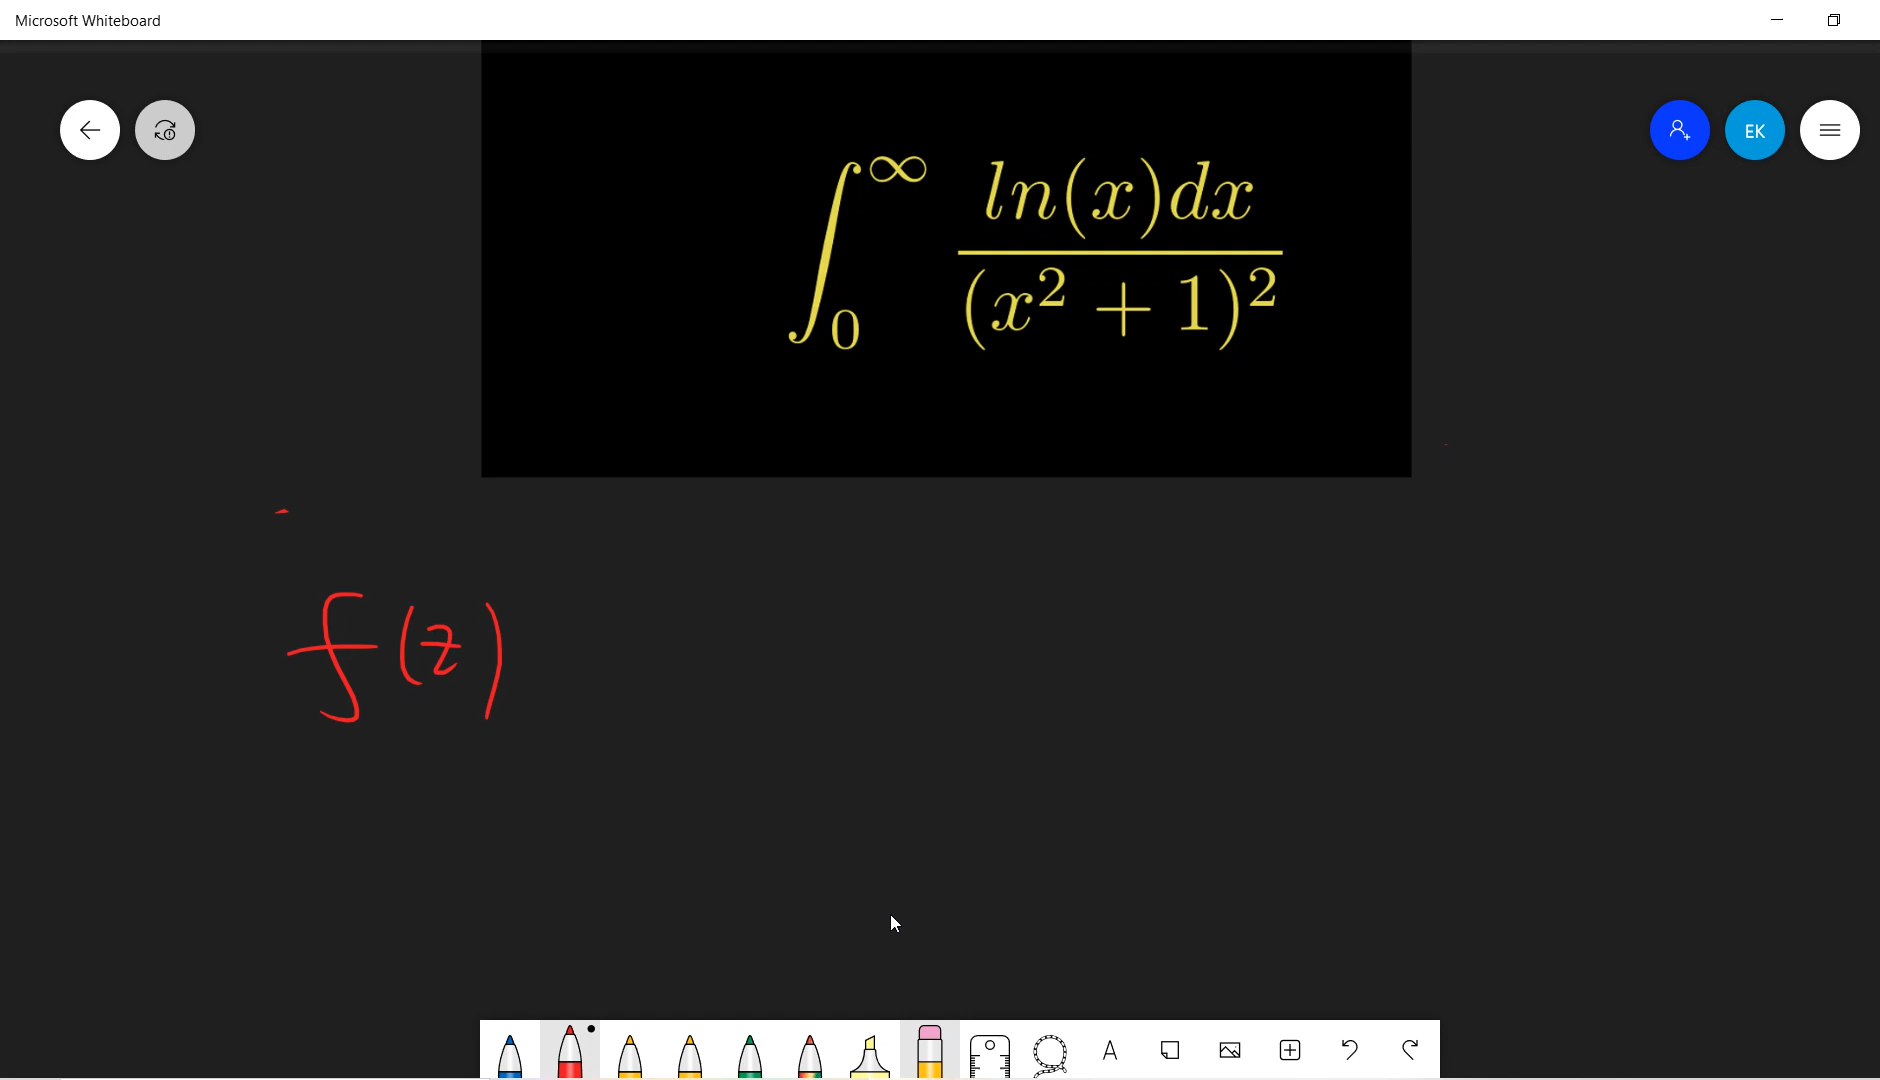 Microsoft Whiteboard
EK
∫₀^∞ ln(x)dx / (x² + 1)²
f(z)
A